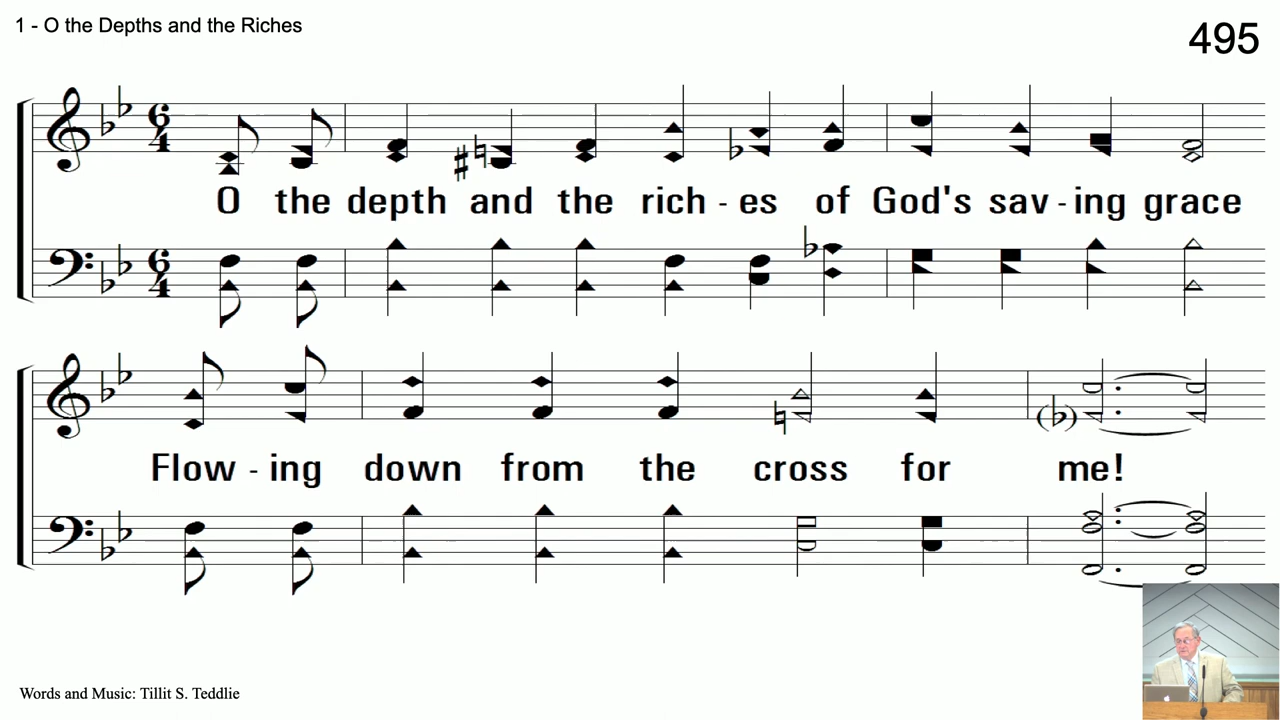 1 - O the Depths and the Riches
495
O the depth and the rich - es of God's sav - ing grace
Flow - ing down from the cross for me!
Words and Music: Tillit S. Teddlie